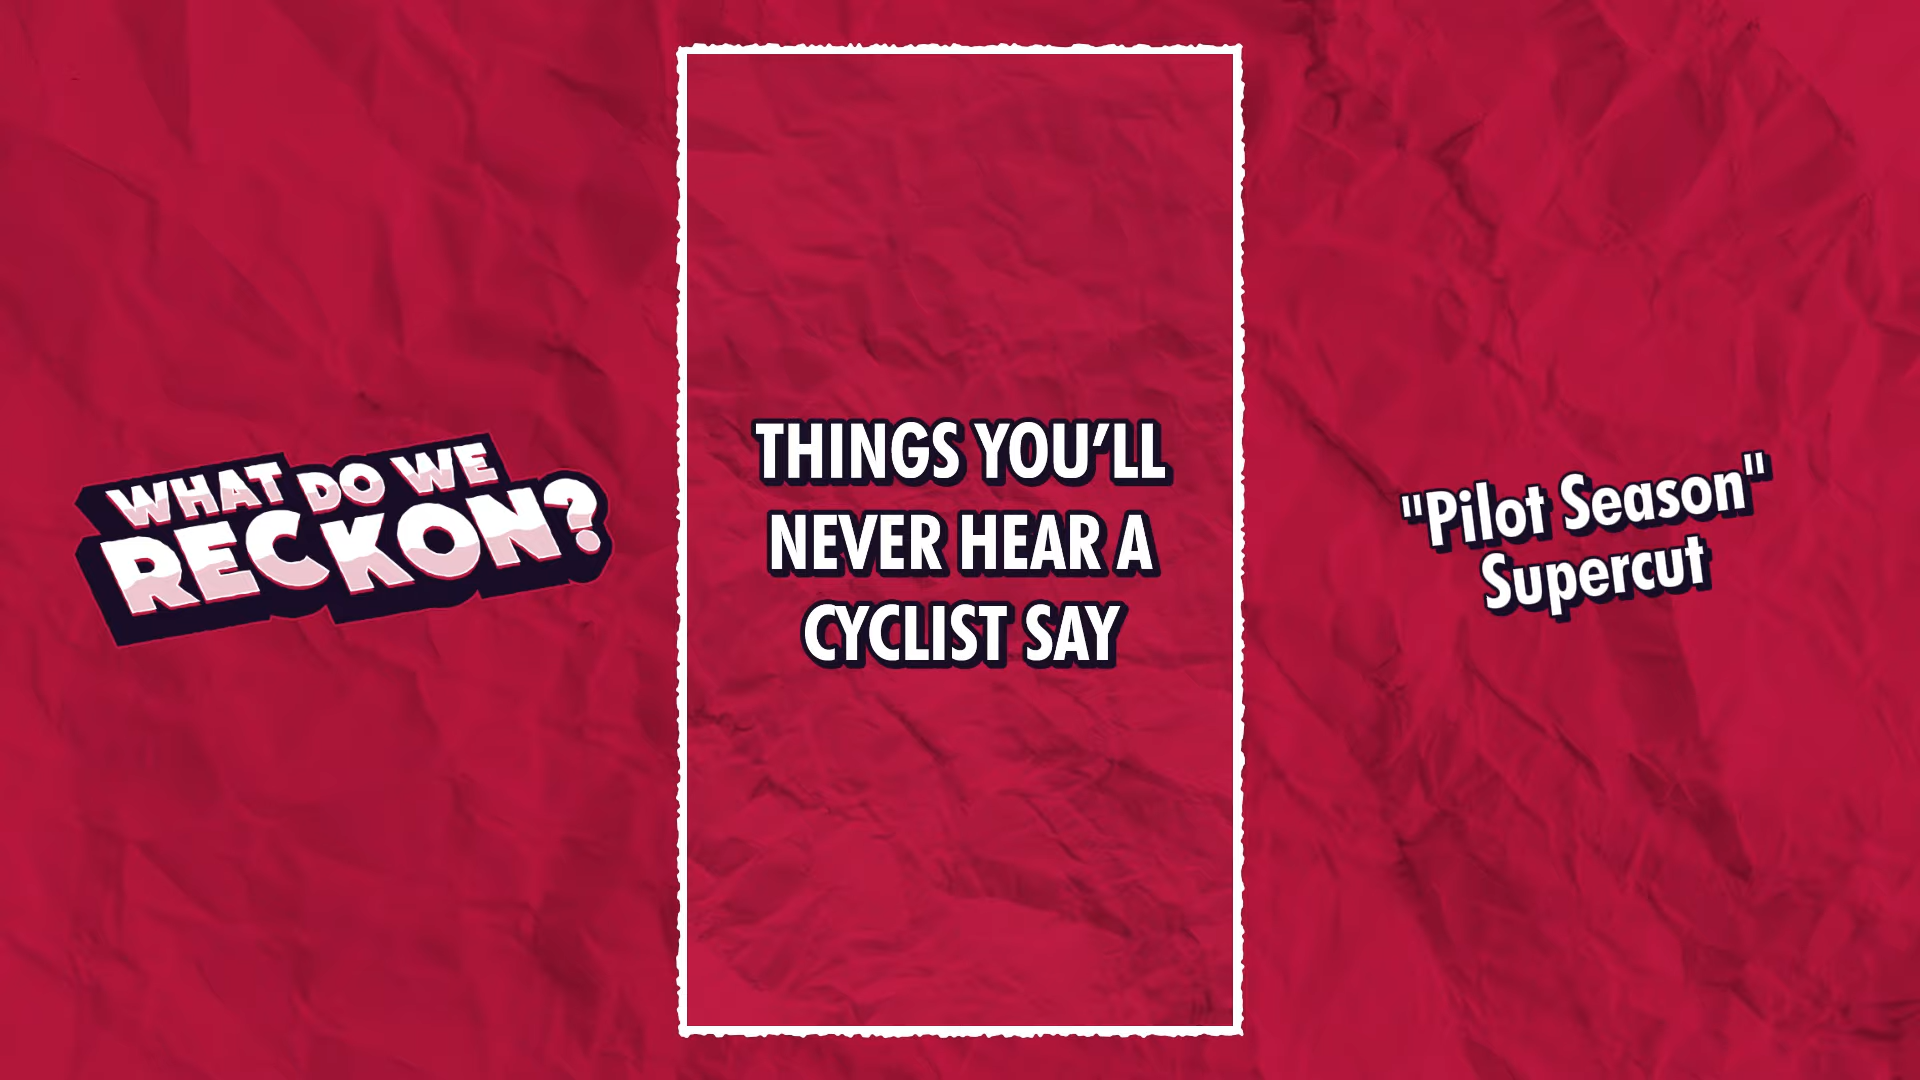 WHAT DO WE
RECKON?
THINGS YOU’LL
NEVER HEAR A
CYCLIST SAY
"Pilot Season"
Supercut